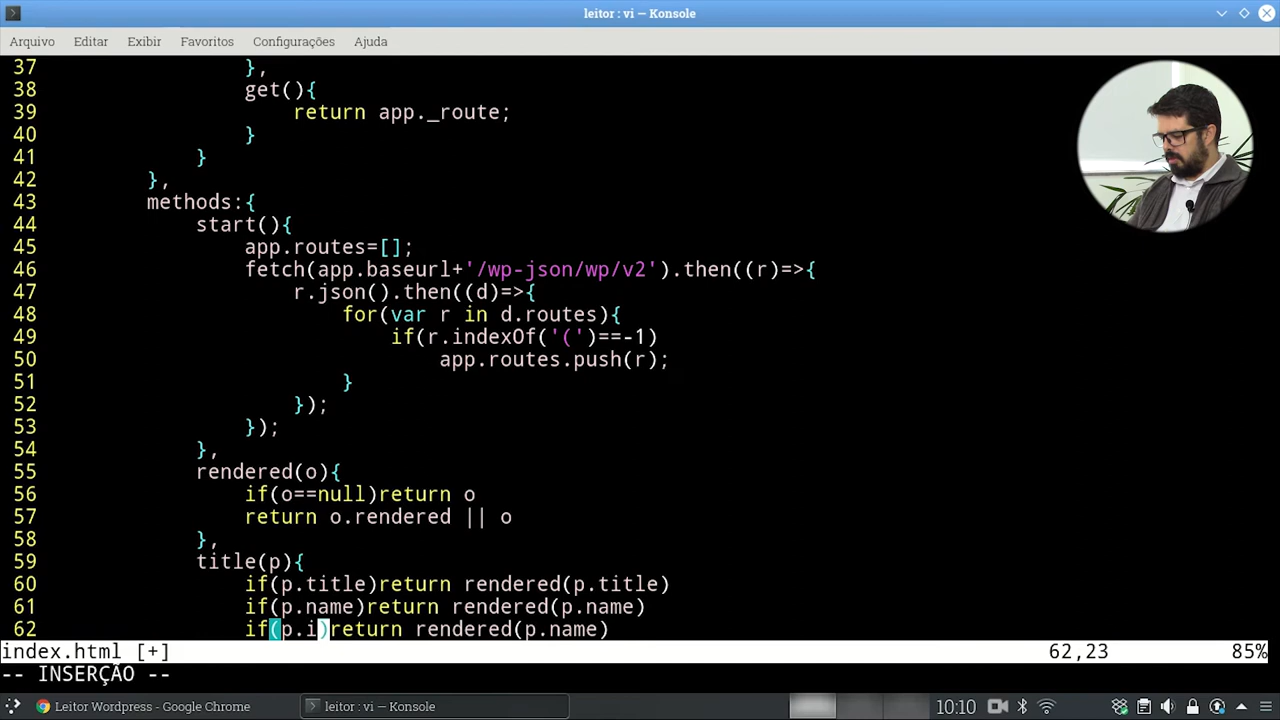 leitor : vi — Konsole
Arquivo Editar Exibir Favoritos Configurações Ajuda
37 },
38 get(){
39 return app._route;
40 }
41 }
42 },
43 methods:{
44 start(){
45 app.routes=[];
46 fetch(app.baseurl+'/wp-json/wp/v2').then((r)=>{
47 r.json().then((d)=>{
48 for(var r in d.routes){
49 if(r.indexOf('(')==-1)
50 app.routes.push(r);
51 }
52 });
53 });
54 },
55 rendered(o){
56 if(o==null)return o
57 return o.rendered || o
58 },
59 title(p){
60 if(p.title)return rendered(p.title)
61 if(p.name)return rendered(p.name)
62 if(p.i)return rendered(p.name)
index.html [+] 62,23 85%
-- INSERÇÃO --
Leitor Wordpress - Google Chrome leitor : vi — Konsole 10:10